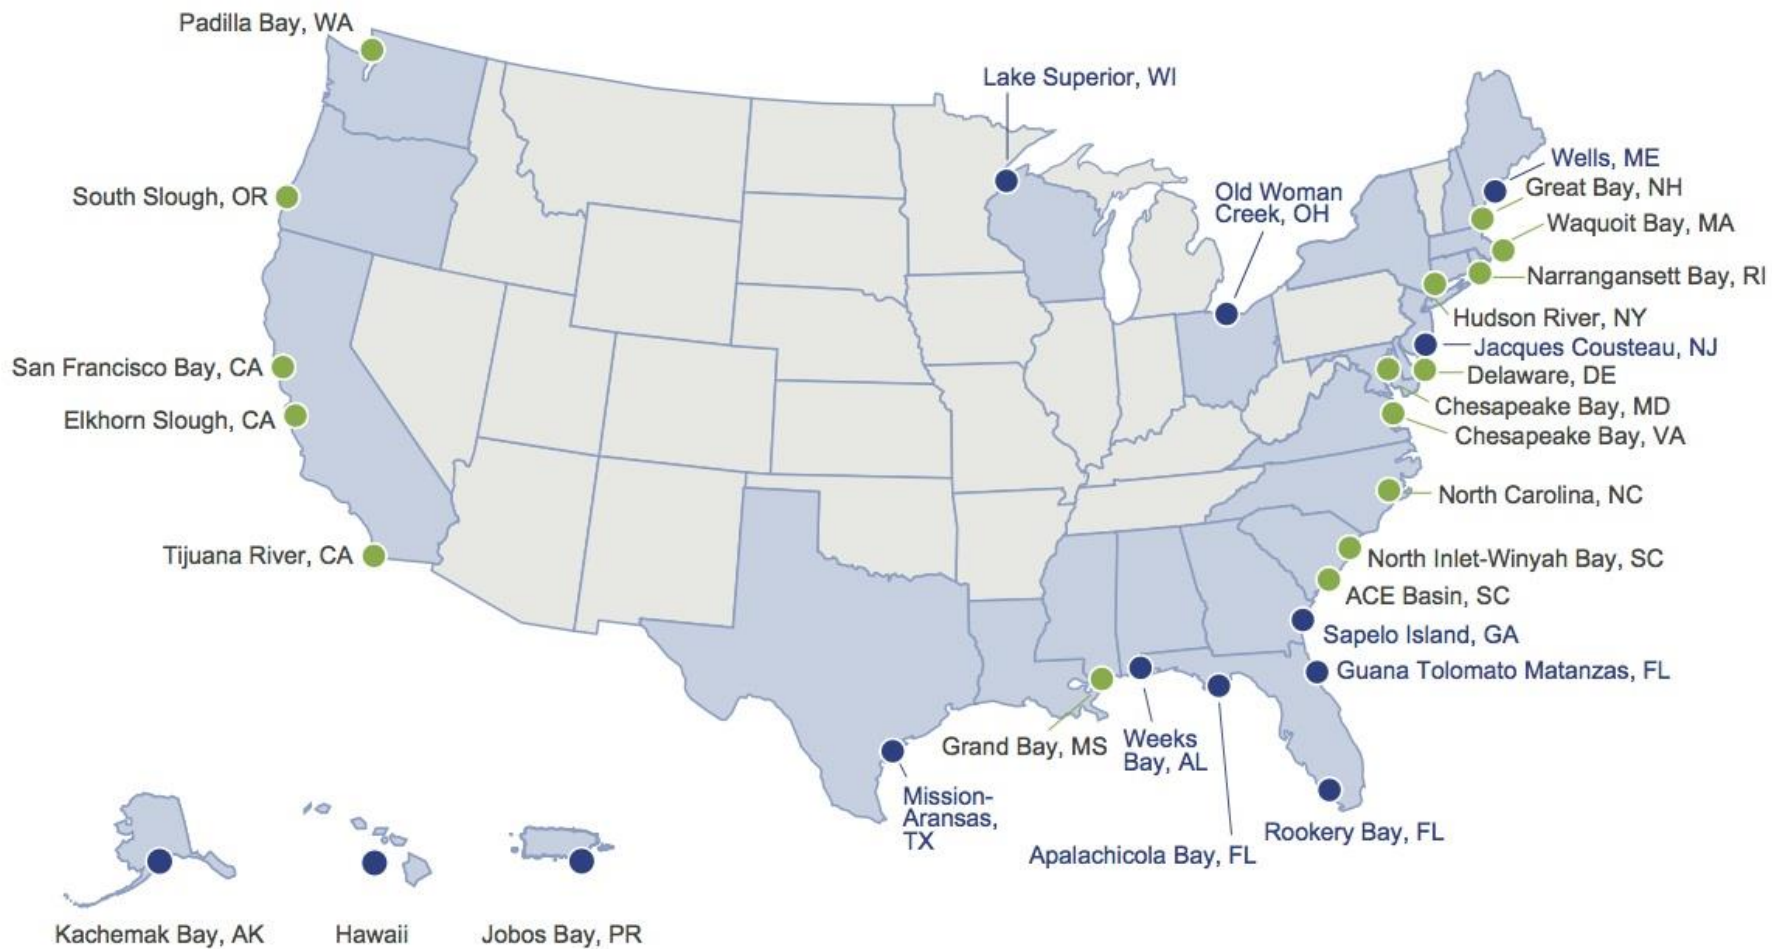 Padilla Bay, WA
Lake Superior, WI
Wells, ME
Old Woman
Creek, OH
Great Bay, NH
South Slough, OR
Waquoit Bay, MA
Narrangansett Bay, RI
Hudson River, NY
Jacques Cousteau, NJ
San Francisco Bay, CA
Delaware, DE
Chesapeake Bay, MD
Elkhorn Slough, CA
Chesapeake Bay, VA
North Carolina, NC
Tijuana River, CA
North Inlet-Winyah Bay, SC
ACE Basin, SC
Sapelo Island, GA
Guana Tolomato Matanzas, FL
Grand Bay, MS
Weeks
Bay, AL
Mission-
Aransas,
TX
Rookery Bay, FL
Apalachicola Bay, FL
Kachemak Bay, AK
Hawaii
Jobos Bay, PR